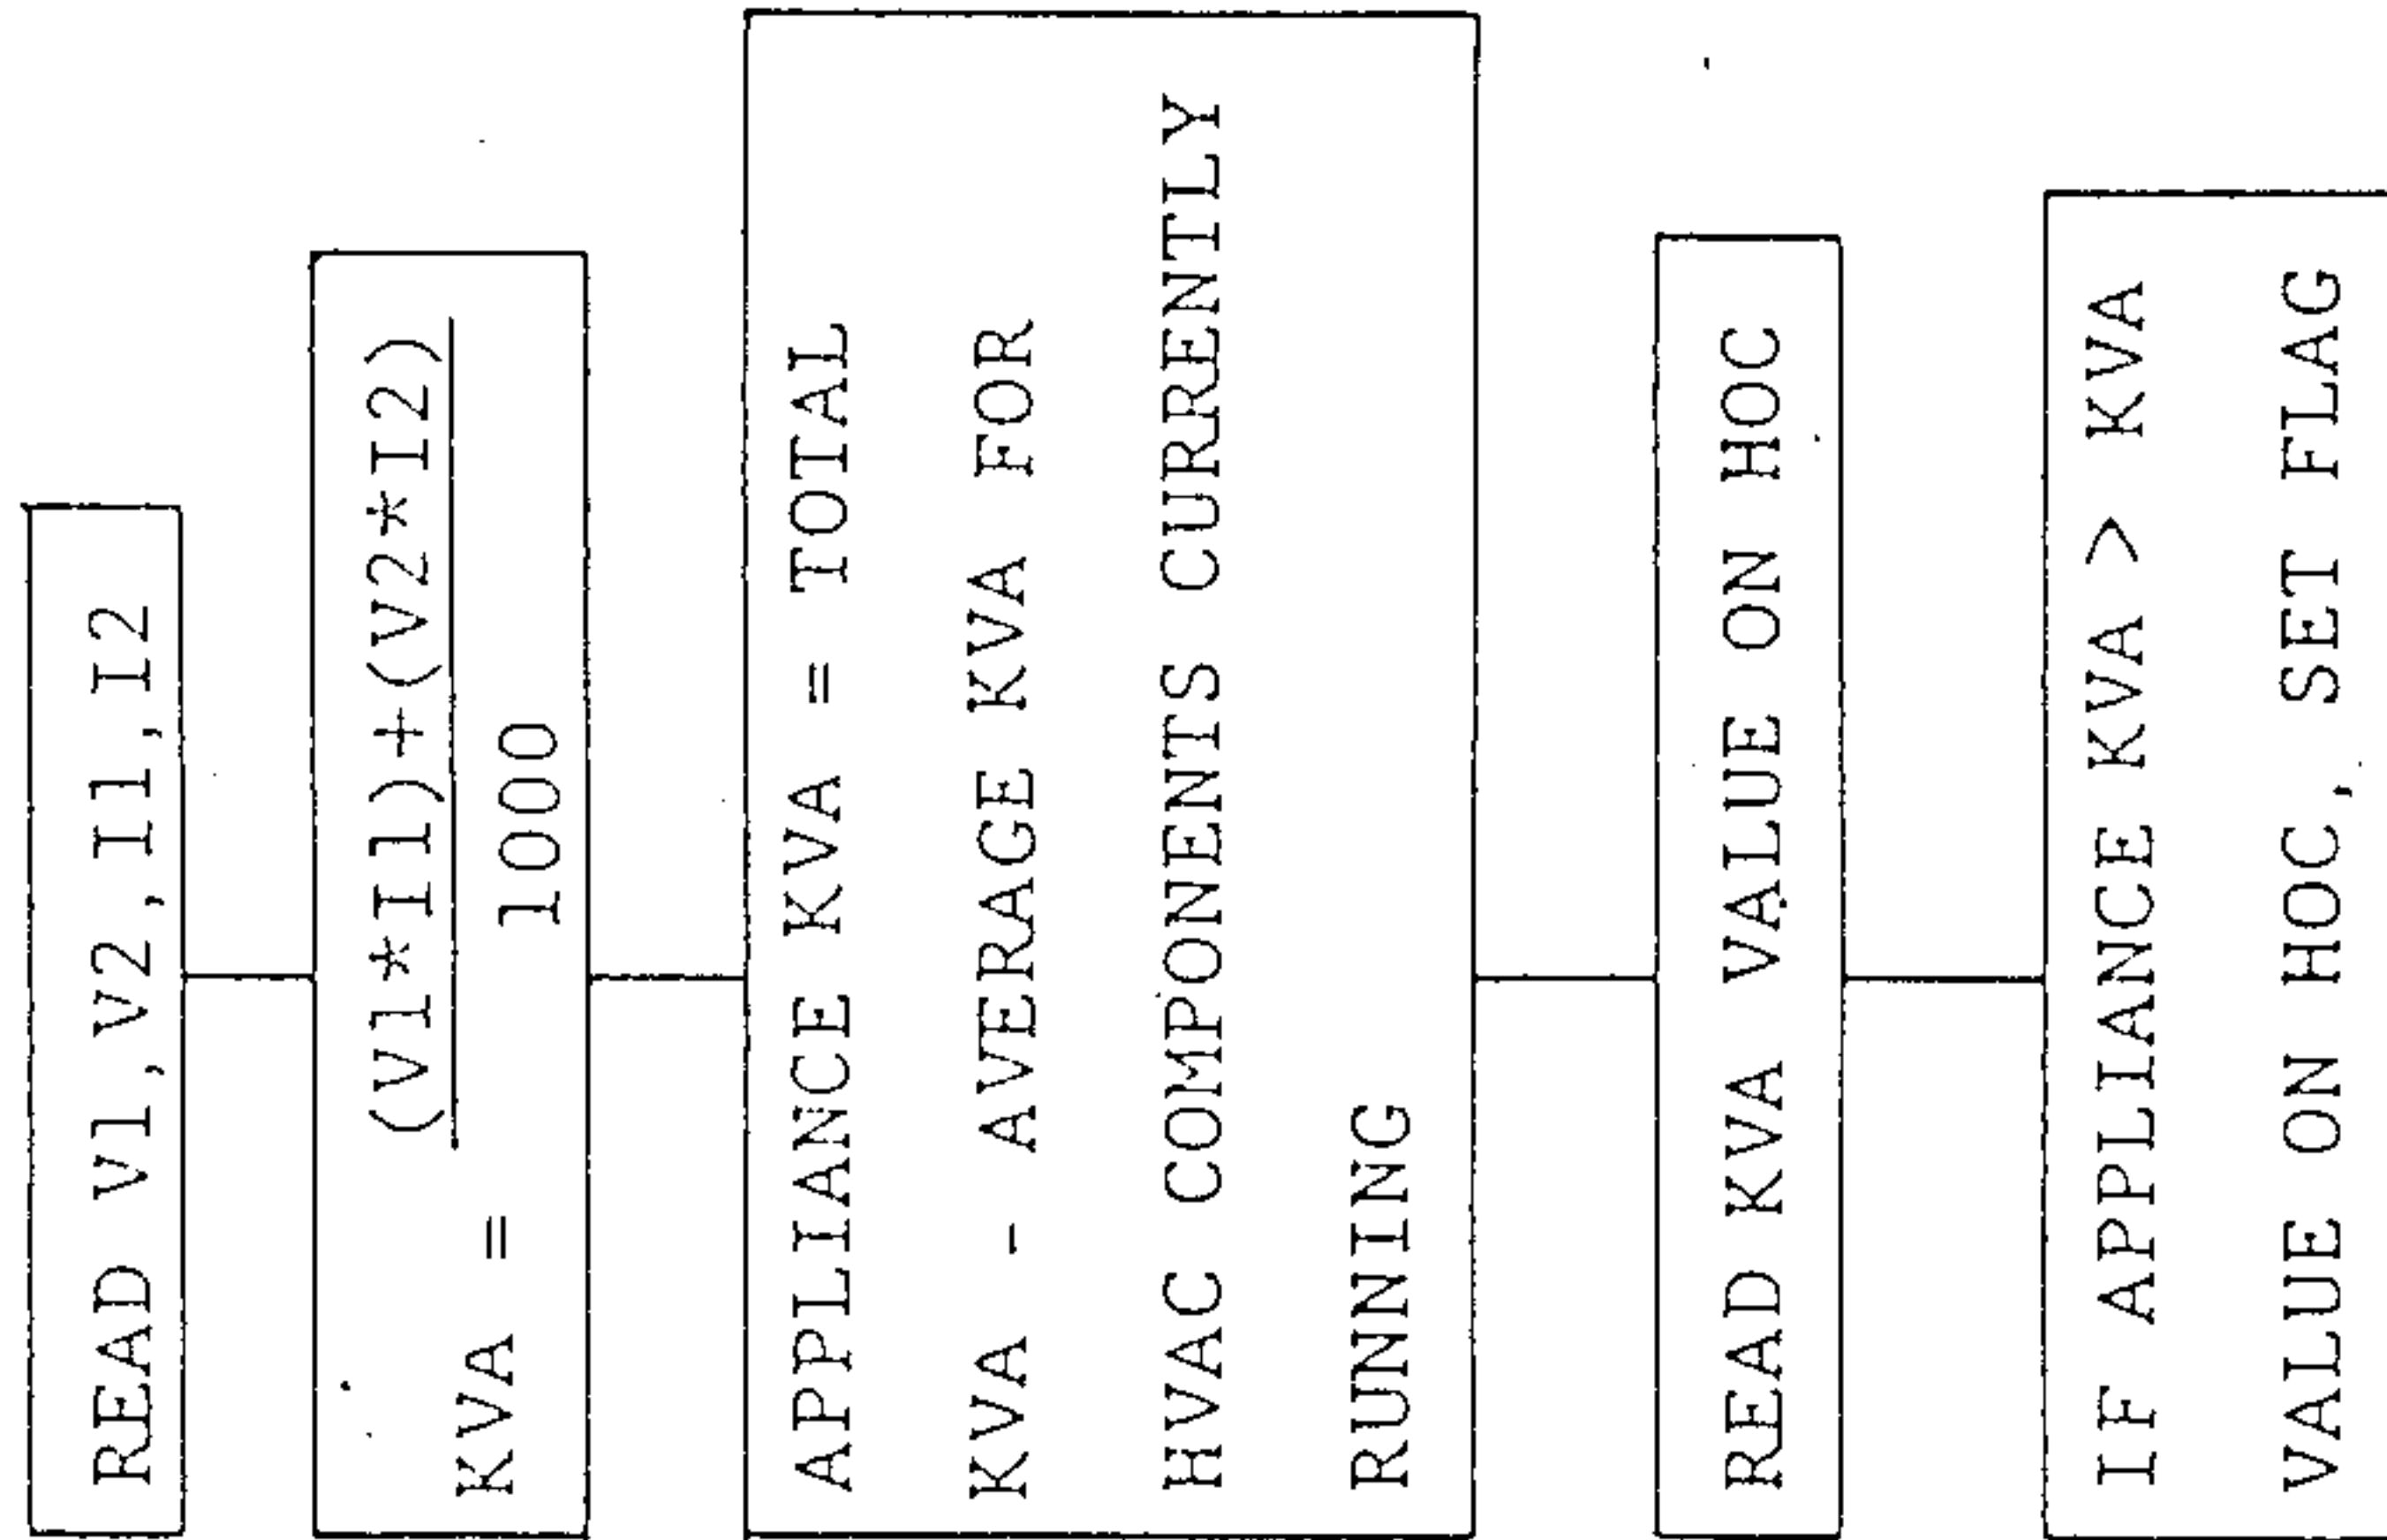 READ V1,V2,I1,I2
KVA = (V1*I1)+(V2*I2)
1000
APPLIANCE KVA = TOTAL
KVA - AVERAGE KVA FOR
HVAC COMPONENTS CURRENTLY
RUNNING
READ KVA VALUE ON HOC
IF APPLIANCE KVA > KVA
VALUE ON HOC, SET FLAG